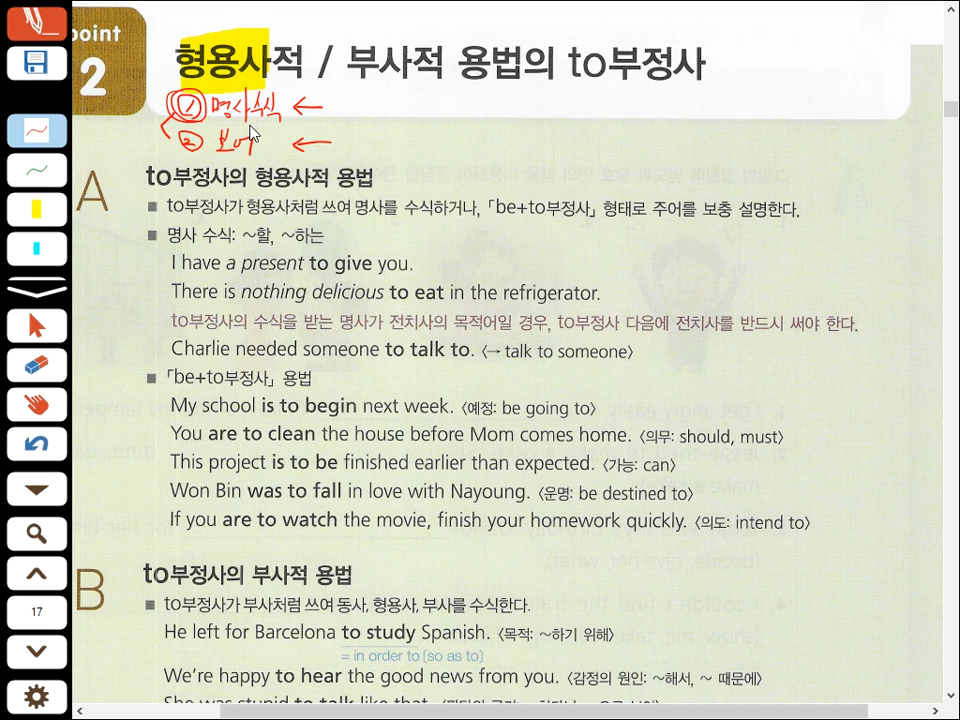 point
2
형용사적 / 부사적 용법의 to부정사
① 명사수식 ←
② 보어 ←
A
to부정사의 형용사적 용법
■ to부정사가 형용사처럼 쓰여 명사를 수식하거나, 「be+to부정사」 형태로 주어를 보충 설명한다.
■ 명사 수식: ~할, ~하는
I have a present to give you.
There is nothing delicious to eat in the refrigerator.
to부정사의 수식을 받는 명사가 전치사의 목적어일 경우, to부정사 다음에 전치사를 반드시 써야 한다.
Charlie needed someone to talk to. 〈→ talk to someone〉
■ 「be+to부정사」 용법
My school is to begin next week. 〈예정: be going to〉
You are to clean the house before Mom comes home. 〈의무: should, must〉
This project is to be finished earlier than expected. 〈가능: can〉
Won Bin was to fall in love with Nayoung. 〈운명: be destined to〉
If you are to watch the movie, finish your homework quickly. 〈의도: intend to〉
B
to부정사의 부사적 용법
■ to부정사가 부사처럼 쓰여 동사, 형용사, 부사를 수식한다.
He left for Barcelona to study Spanish. 〈목적: ~하기 위해〉
= in order to (so as to)
We're happy to hear the good news from you. 〈감정의 원인: ~해서, ~ 때문에〉
She was stupid to talk like that.
17